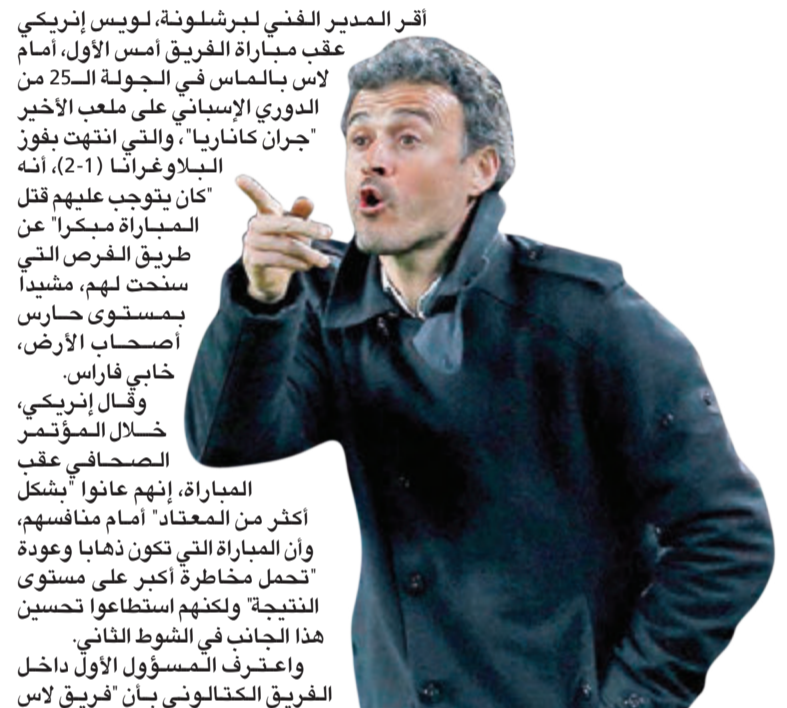 أقر المدير الفني لبرشلونة، لويس إنريكي
عقب مباراة الفريق أمس الأول، أمام
لاس بالماس في الجولة الـ25 من
الدوري الإسباني على ملعب الأخير
"جران كاناريا"، والتي انتهت بفوز
البلاوغرانا (1-2)، أنه
"كان يتوجب عليهم قتل
المباراة مبكرا" عن
طريق الفرص التي
سنحت لهم، مشيدا
بمستوى حارس
أصحاب الأرض،
خابي فاراس.
وقال إنريكي،
خلال المؤتمر
الصحافي عقب
المباراة، إنهم عانوا "بشكل
أكثر من المعتاد" أمام منافسهم،
وأن المباراة التي تكون ذهابا وعودة
"تحمل مخاطرة أكبر على مستوى
النتيجة" ولكنهم استطاعوا تحسين
هذا الجانب في الشوط الثاني.
واعترف المسؤول الأول داخل
الفريق الكتالوني بأن "فريق لاس